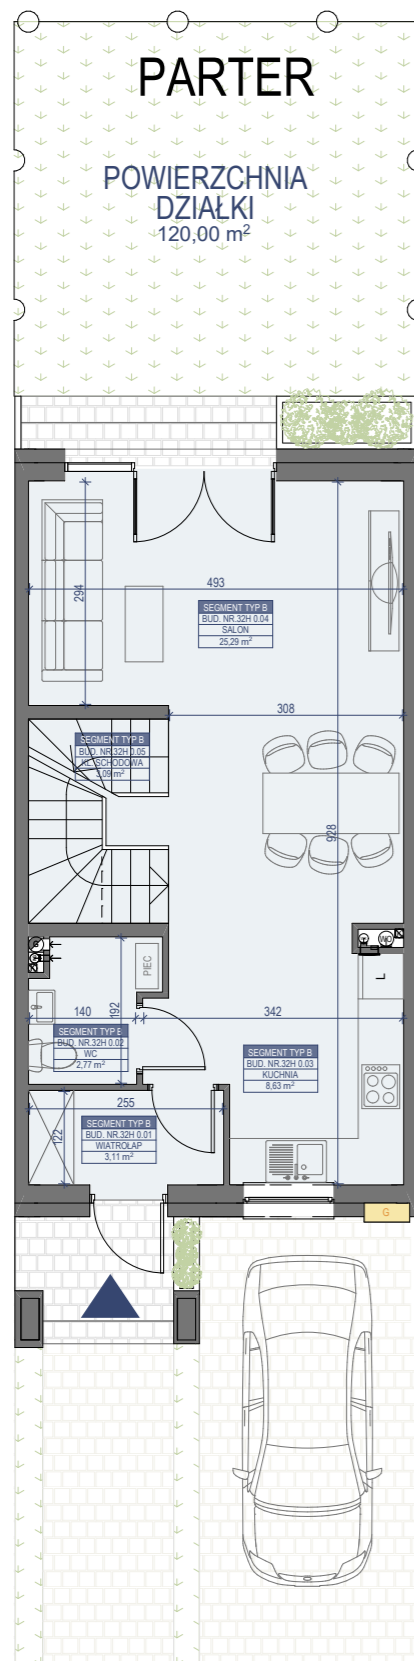 PARTER
POWIERZCHNIA
DZIAŁKI
120,00 m²
493
294
SEGMENT TYP B
BUD. NR.32H 0.04
SALON
25,29 m²
308
SEGMENT TYP B
BUD. NR.32H 0.05
KL. SCHODOWA
3,09 m²
928
DW
PIEC
L
192
140
342
SEGMENT TYP B
BUD. NR.32H 0.02
WC
2,77 m²
SEGMENT TYP B
BUD. NR.32H 0.03
KUCHNIA
8,63 m²
255
122
SEGMENT TYP B
BUD. NR.32H 0.01
WIATROŁAP
3,11 m²
G